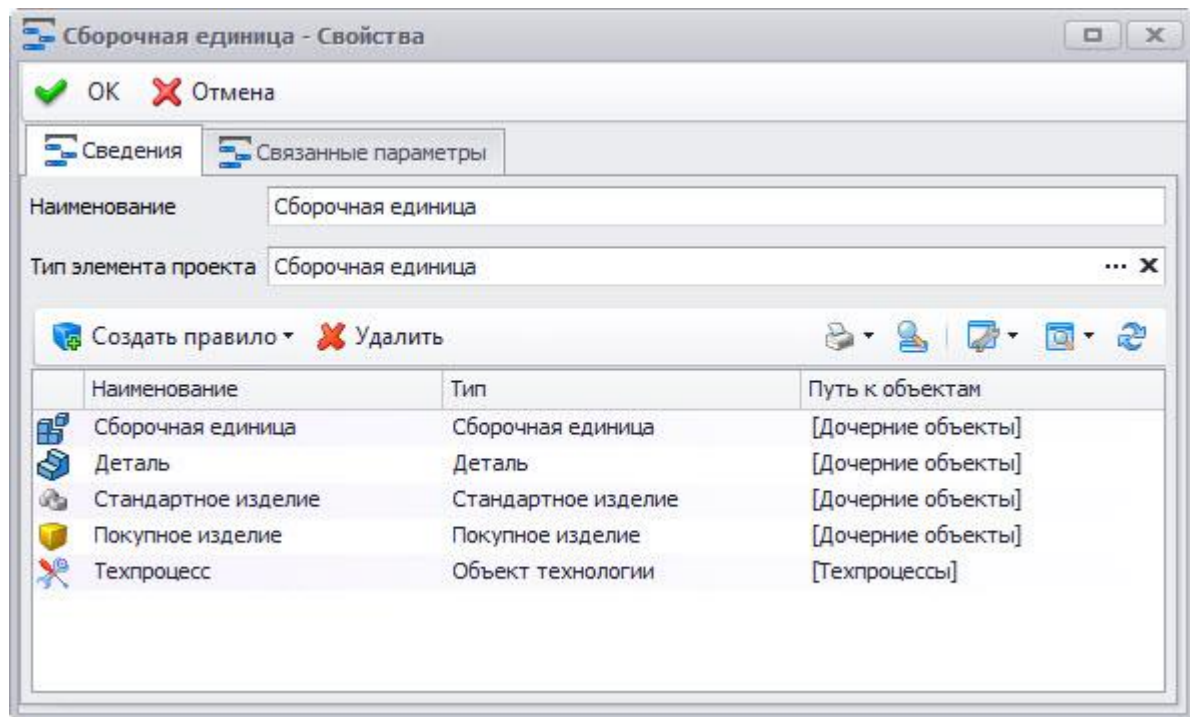 Сборочная единица - Свойства
ОК Отмена
Сведения Связанные параметры
Наименование Сборочная единица
Тип элемента проекта Сборочная единица
Создать правило Удалить
Наименование Тип Путь к объектам
Сборочная единица Сборочная единица [Дочерние объекты]
Деталь Деталь [Дочерние объекты]
Стандартное изделие Стандартное изделие [Дочерние объекты]
Покупное изделие Покупное изделие [Дочерние объекты]
Техпроцесс Объект технологии [Техпроцессы]